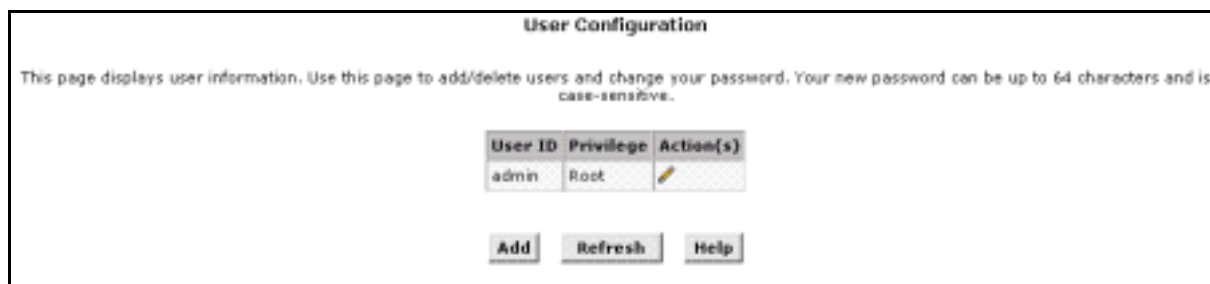 User Configuration
This page displays user information. Use this page to add/delete users and change your password. Your new password can be up to 64 characters and is
case-sensitive.
User ID Privilege Action(s)
admin Root
Add Refresh Help